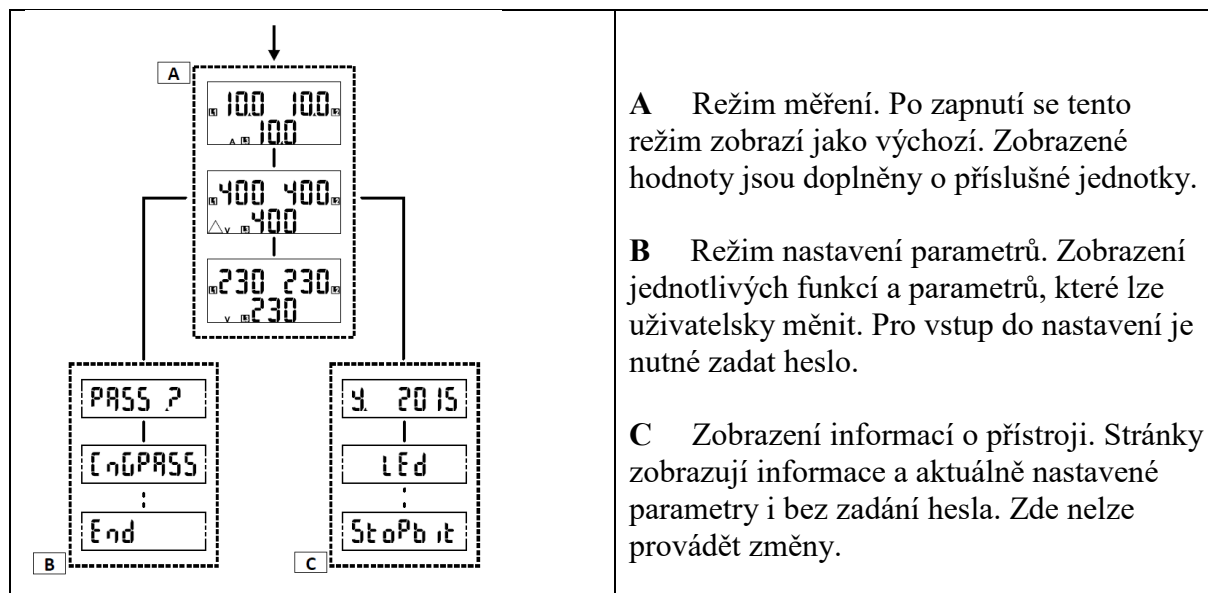 A
10.0 10.0
A 10.0
400 400
△ V 400
230 230
V 230
PASS ?
CnGPASS
End
B
y. 2015
LEd
StoPbit
C
A Režim měření. Po zapnutí se tento
režim zobrazí jako výchozí. Zobrazené
hodnoty jsou doplněny o příslušné jednotky.
B Režim nastavení parametrů. Zobrazení
jednotlivých funkcí a parametrů, které lze
uživatelsky měnit. Pro vstup do nastavení je
nutné zadat heslo.
C Zobrazení informací o přístroji. Stránky
zobrazují informace a aktuálně nastavené
parametry i bez zadání hesla. Zde nelze
provádět změny.